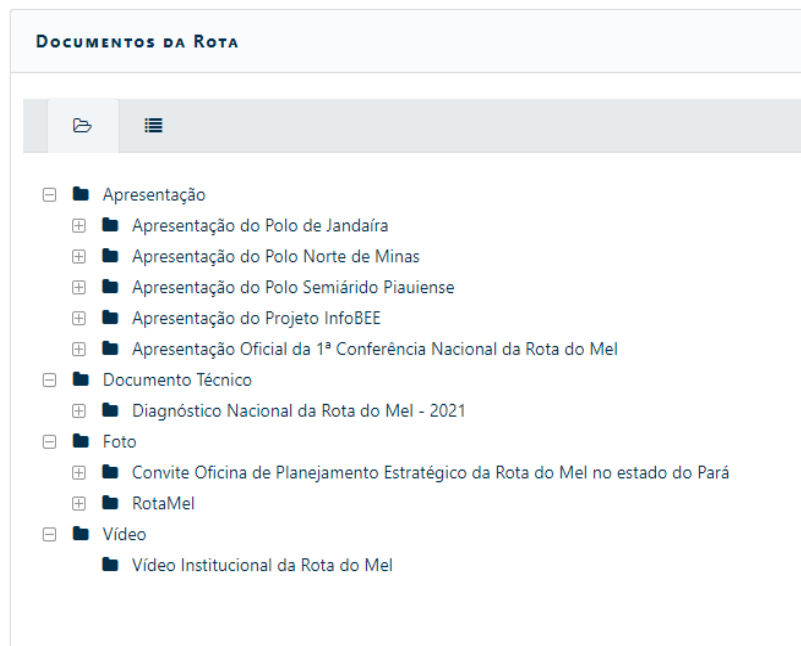 Documentos da Rota
Apresentação
Apresentação do Polo de Jandaíra
Apresentação do Polo Norte de Minas
Apresentação do Polo Semiárido Piauiense
Apresentação do Projeto InfoBEE
Apresentação Oficial da 1ª Conferência Nacional da Rota do Mel
Documento Técnico
Diagnóstico Nacional da Rota do Mel - 2021
Foto
Convite Oficina de Planejamento Estratégico da Rota do Mel no estado do Pará
RotaMel
Vídeo
Vídeo Institucional da Rota do Mel